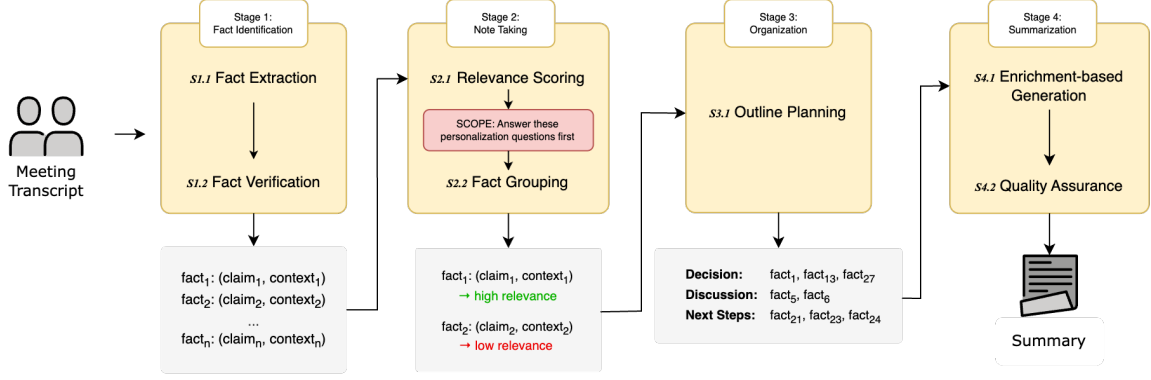 Meeting
Transcript
Stage 1:
Fact Identification
S1.1 Fact Extraction
S1.2 Fact Verification
fact1: (claim1, context1)
fact2: (claim2, context2)
...
factn: (claimn, contextn)
Stage 2:
Note Taking
S2.1 Relevance Scoring
SCOPE: Answer these
personalization questions first
S2.2 Fact Grouping
fact1: (claim1, context1)
→ high relevance
fact2: (claim2, context2)
→ low relevance
Stage 3:
Organization
S3.1 Outline Planning
Decision: fact1, fact13, fact27
Discussion: fact5, fact6
Next Steps: fact21, fact23, fact24
Stage 4:
Summarization
S4.1 Enrichment-based
Generation
S4.2 Quality Assurance
Summary